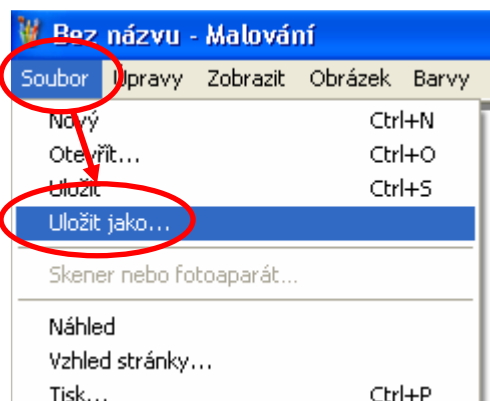 Bez názvu - Malování
Soubor Úpravy Zobrazit Obrázek Barvy
Nový Ctrl+N
Otevřít... Ctrl+O
Uložit Ctrl+S
Uložit jako...
Skener nebo fotoaparát...
Náhled
Vzhled stránky...
Tisk... Ctrl+P